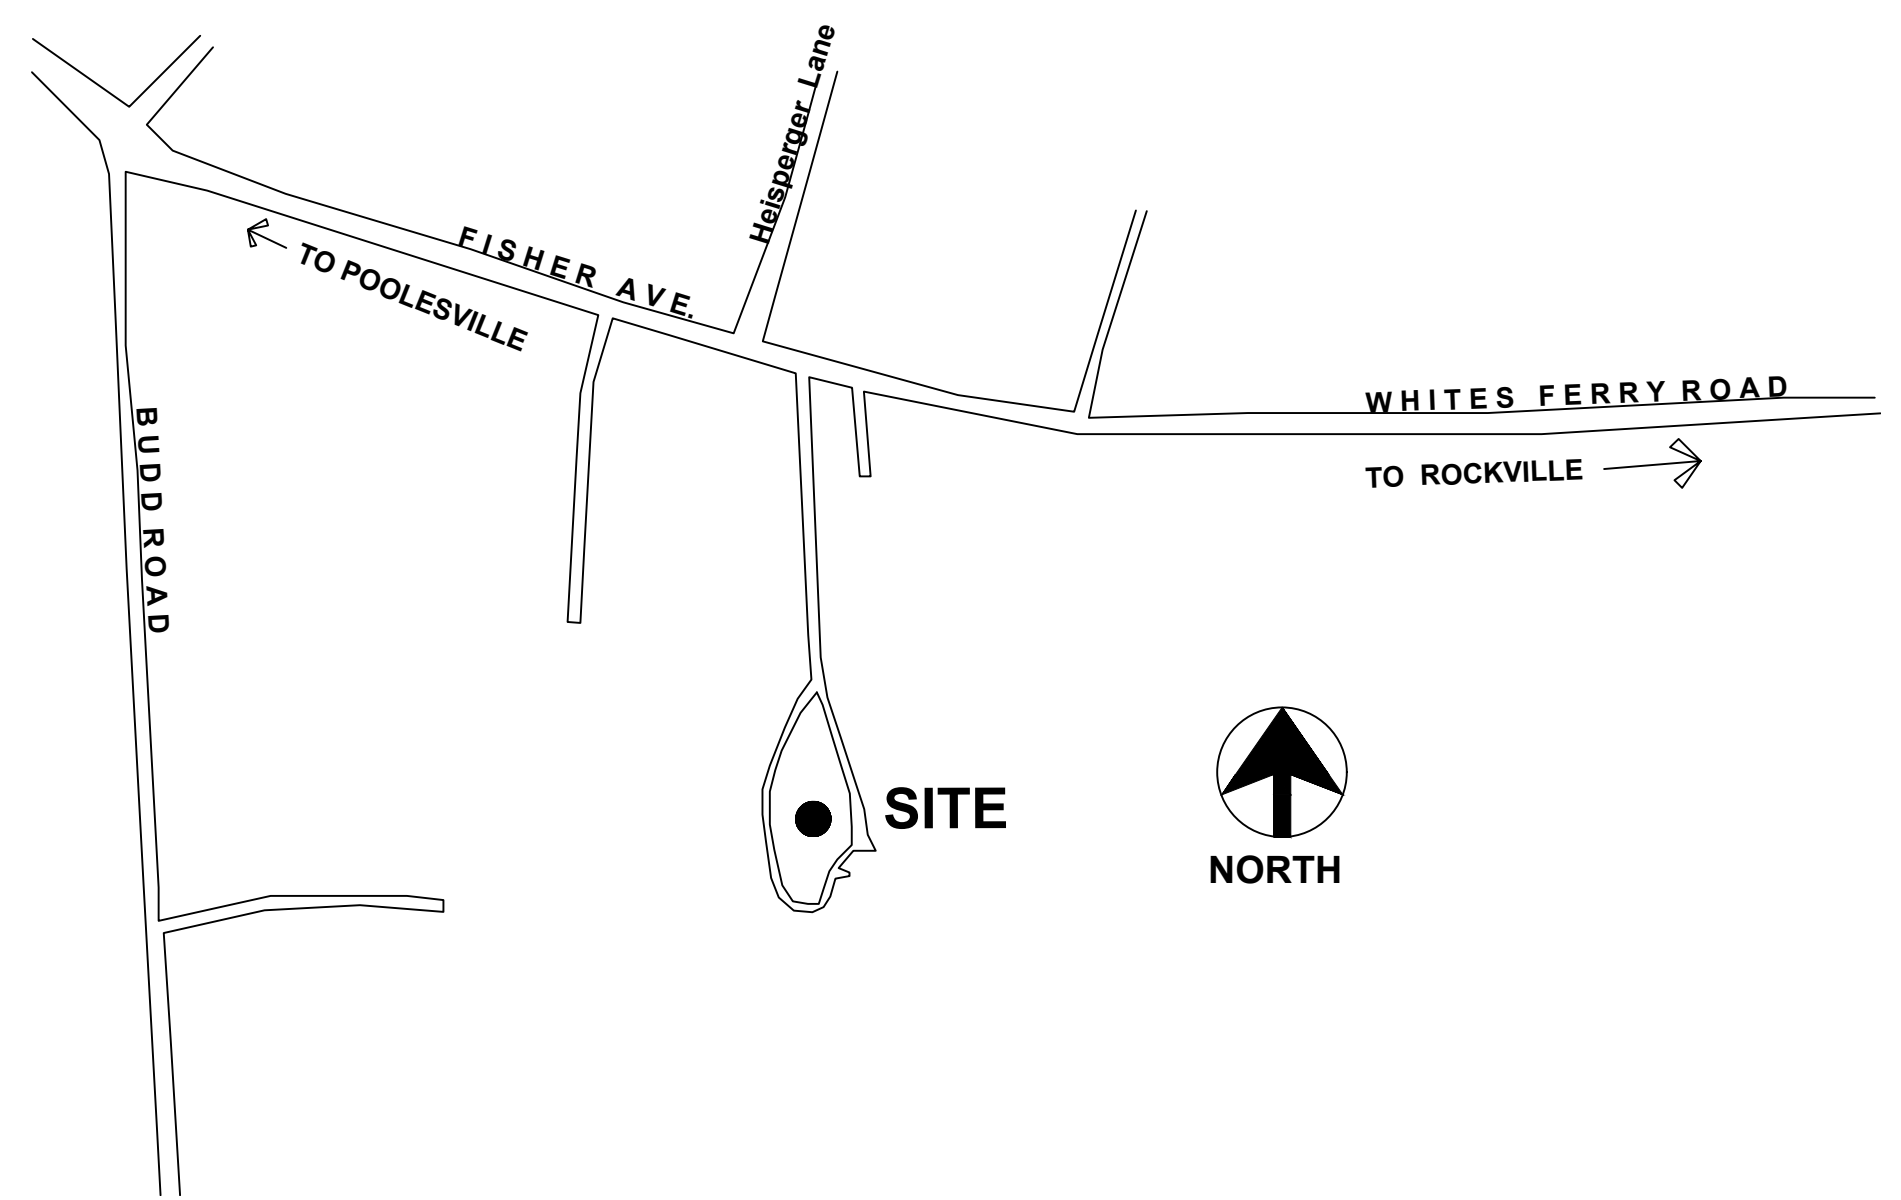 Heisperger Lane
FISHER AVE.
TO POOLESVILLE
WHITES FERRY ROAD
TO ROCKVILLE
BUDD ROAD
SITE
NORTH